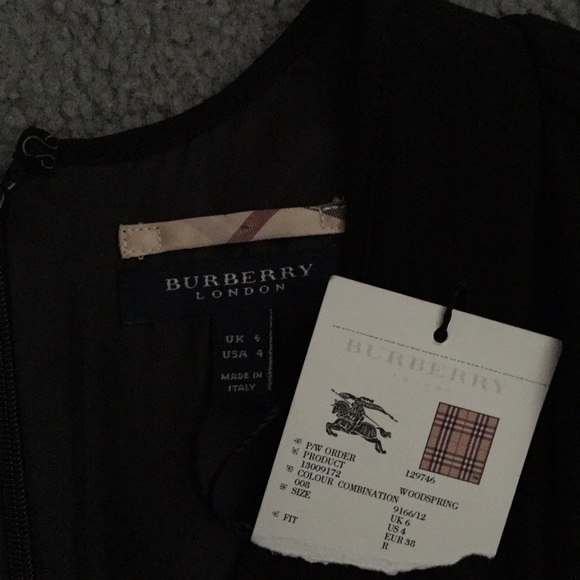 BURBERRY
LONDON
UK 6
USA 4
MADE IN
ITALY
BURBERRY
LONDON
P/W ORDER 129746
PRODUCT
13009172 WOODSPRING
COLOUR COMBINATION
008 9166/12
SIZE UK 6
US 4
EUR 38
FIT R